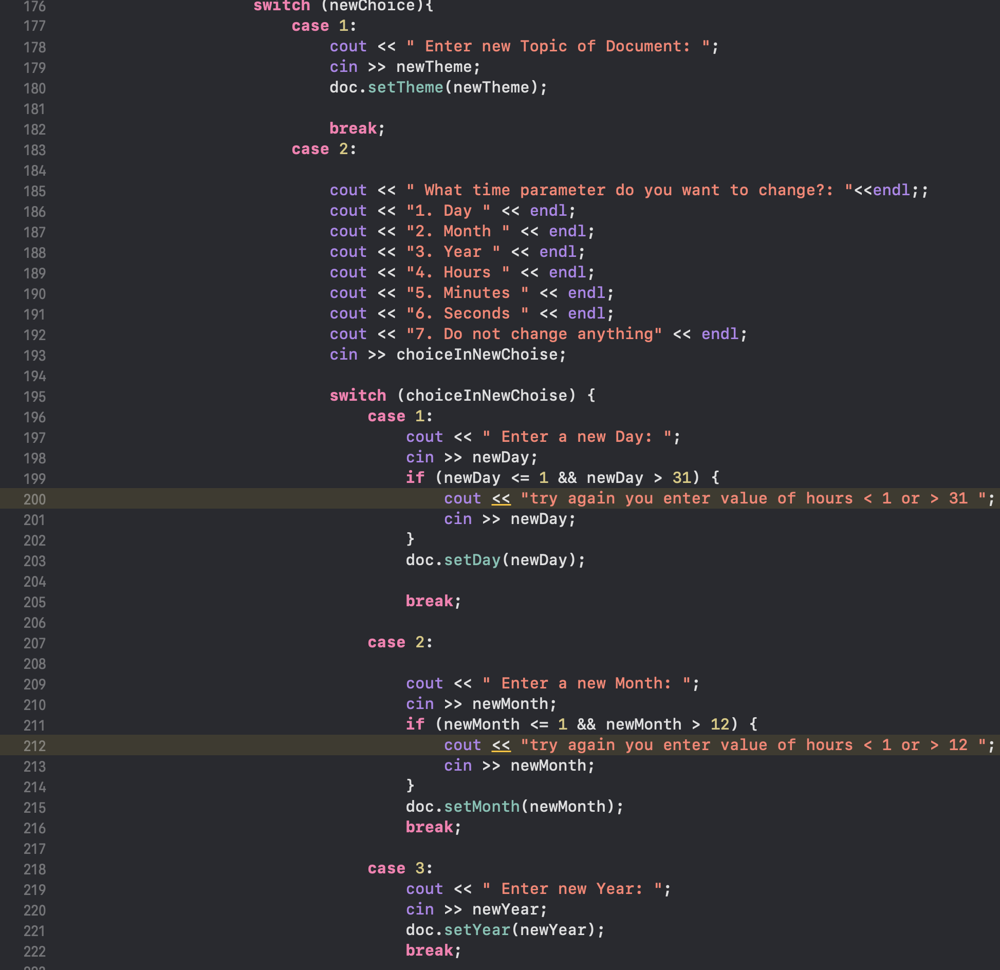 176 switch (newChoice){
177 case 1:
178 cout << " Enter new Topic of Document: ";
179 cin >> newTheme;
180 doc.setTheme(newTheme);
181
182 break;
183 case 2:
184
185 cout << " What time parameter do you want to change?: "<<endl;;
186 cout << "1. Day " << endl;
187 cout << "2. Month " << endl;
188 cout << "3. Year " << endl;
189 cout << "4. Hours " << endl;
190 cout << "5. Minutes " << endl;
191 cout << "6. Seconds " << endl;
192 cout << "7. Do not change anything" << endl;
193 cin >> choiceInNewChoise;
194
195 switch (choiceInNewChoise) {
196 case 1:
197 cout << " Enter a new Day: ";
198 cin >> newDay;
199 if (newDay <= 1 && newDay > 31) {
200 cout << "try again you enter value of hours < 1 or > 31 ";
201 cin >> newDay;
202 }
203 doc.setDay(newDay);
204
205 break;
206
207 case 2:
208
209 cout << " Enter a new Month: ";
210 cin >> newMonth;
211 if (newMonth <= 1 && newMonth > 12) {
212 cout << "try again you enter value of hours < 1 or > 12 ";
213 cin >> newMonth;
214 }
215 doc.setMonth(newMonth);
216 break;
217
218 case 3:
219 cout << " Enter new Year: ";
220 cin >> newYear;
221 doc.setYear(newYear);
222 break;